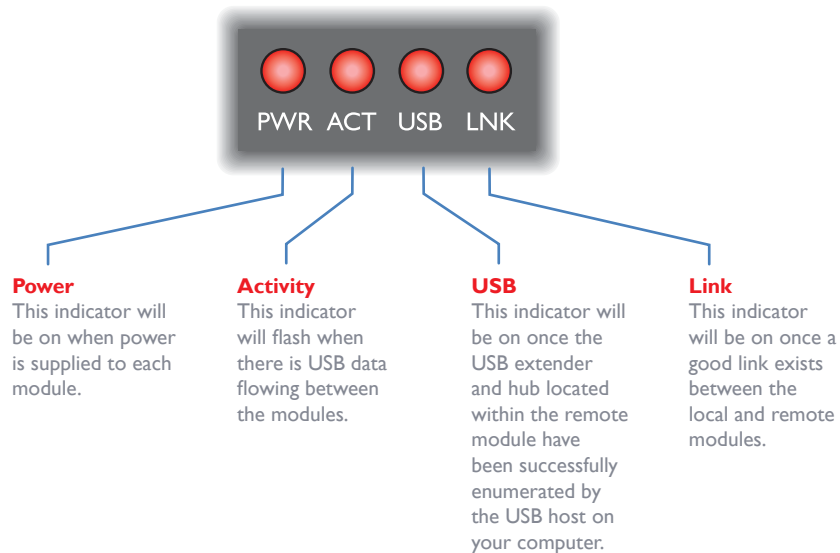 PWR ACT USB LNK
Power
This indicator will
be on when power
is supplied to each
module.
Activity
This indicator
will flash when
there is USB data
flowing between
the modules.
USB
This indicator will
be on once the
USB extender
and hub located
within the remote
module have
been successfully
enumerated by
the USB host on
your computer.
Link
This indicator
will be on once a
good link exists
between the
local and remote
modules.